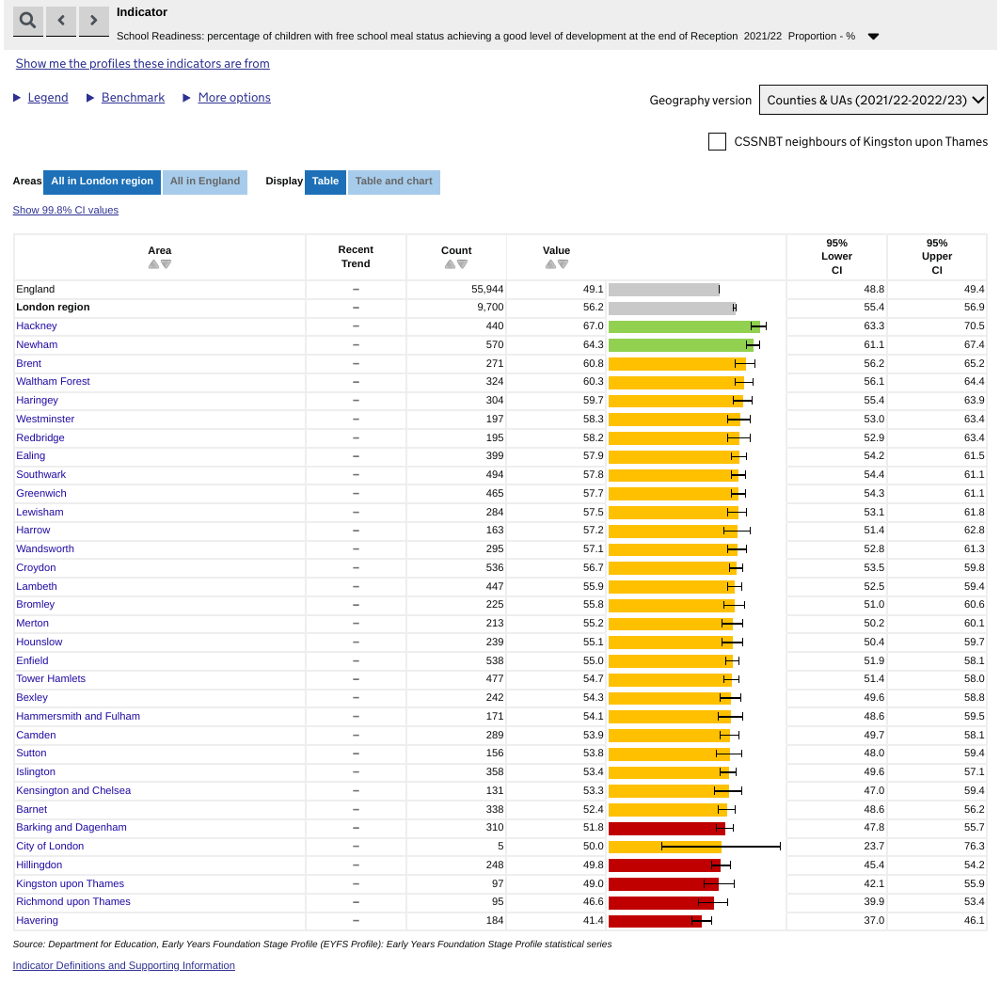 Indicator
School Readiness: percentage of children with free school meal status achieving a good level of development at the end of Reception 2021/22 Proportion - %
Show me the profiles these indicators are from
Legend Benchmark More options
Geography version Counties & UAs (2021/22-2022/23)
CSSNBT neighbours of Kingston upon Thames
Areas All in London region All in England Display Table Table and chart
Show 99.8% CI values
Area Recent Trend Count Value 95% Lower CI 95% Upper CI
England – 55,944 49.1 48.8 49.4
London region – 9,700 56.2 55.4 56.9
Hackney – 440 67.0 63.3 70.5
Newham – 570 64.3 61.1 67.4
Brent – 271 60.8 56.2 65.2
Waltham Forest – 324 60.3 56.1 64.4
Haringey – 304 59.7 55.4 63.9
Westminster – 197 58.3 53.0 63.4
Redbridge – 195 58.2 52.9 63.4
Ealing – 399 57.9 54.2 61.5
Southwark – 494 57.8 54.4 61.1
Greenwich – 465 57.7 54.3 61.1
Lewisham – 284 57.5 53.1 61.8
Harrow – 163 57.2 51.4 62.8
Wandsworth – 295 57.1 52.8 61.3
Croydon – 536 56.7 53.5 59.8
Lambeth – 447 55.9 52.5 59.4
Bromley – 225 55.8 51.0 60.6
Merton – 213 55.2 50.2 60.1
Hounslow – 239 55.1 50.4 59.7
Enfield – 538 55.0 51.9 58.1
Tower Hamlets – 477 54.7 51.4 58.0
Bexley – 242 54.3 49.6 58.8
Hammersmith and Fulham – 171 54.1 48.6 59.5
Camden – 289 53.9 49.7 58.1
Sutton – 156 53.8 48.0 59.4
Islington – 358 53.4 49.6 57.1
Kensington and Chelsea – 131 53.3 47.0 59.4
Barnet – 338 52.4 48.6 56.2
Barking and Dagenham – 310 51.8 47.8 55.7
City of London – 5 50.0 23.7 76.3
Hillingdon – 248 49.8 45.4 54.2
Kingston upon Thames – 97 49.0 42.1 55.9
Richmond upon Thames – 95 46.6 39.9 53.4
Havering – 184 41.4 37.0 46.1
Source: Department for Education, Early Years Foundation Stage Profile (EYFS Profile): Early Years Foundation Stage Profile statistical series
Indicator Definitions and Supporting Information